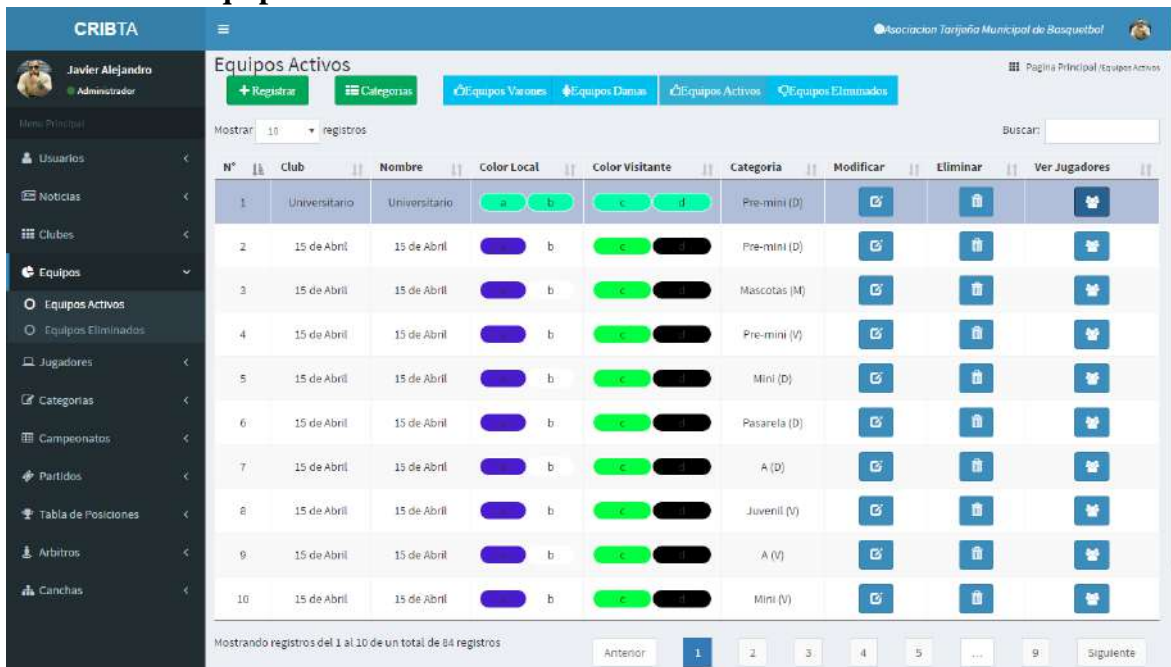 CRIBTA
Asociacion Tarijeña Municipal de Basquetbol
Javier Alejandro
Administrador
Menu Principal
Usuarios
Noticias
Clubes
Equipos
Equipos Activos
Equipos Eliminados
Jugadores
Categorias
Campeonatos
Partidos
Tabla de Posiciones
Arbitros
Canchas
Equipos Activos
Pagina Principal /Equipos Activos
Registrar Categorias Equipos Varones Equipos Damas Equipos Activos Equipos Eliminados
Mostrar 10 registros Buscar:
N° Club Nombre Color Local Color Visitante Categoria Modificar Eliminar Ver Jugadores
1 Universitario Universitario a b c d Pre-mini (D)
2 15 de Abril 15 de Abril b c d Pre-mini (D)
3 15 de Abril 15 de Abril b c d Mascotas (M)
4 15 de Abril 15 de Abril b c d Pre-mini (V)
5 15 de Abril 15 de Abril b c d Mini (D)
6 15 de Abril 15 de Abril b c d Pasarela (D)
7 15 de Abril 15 de Abril b c d A (D)
8 15 de Abril 15 de Abril b c d Juvenil (V)
9 15 de Abril 15 de Abril b c d A (V)
10 15 de Abril 15 de Abril b c d Mini (V)
Mostrando registros del 1 al 10 de un total de 84 registros
Anterior 1 2 3 4 5 ... 9 Siguiente